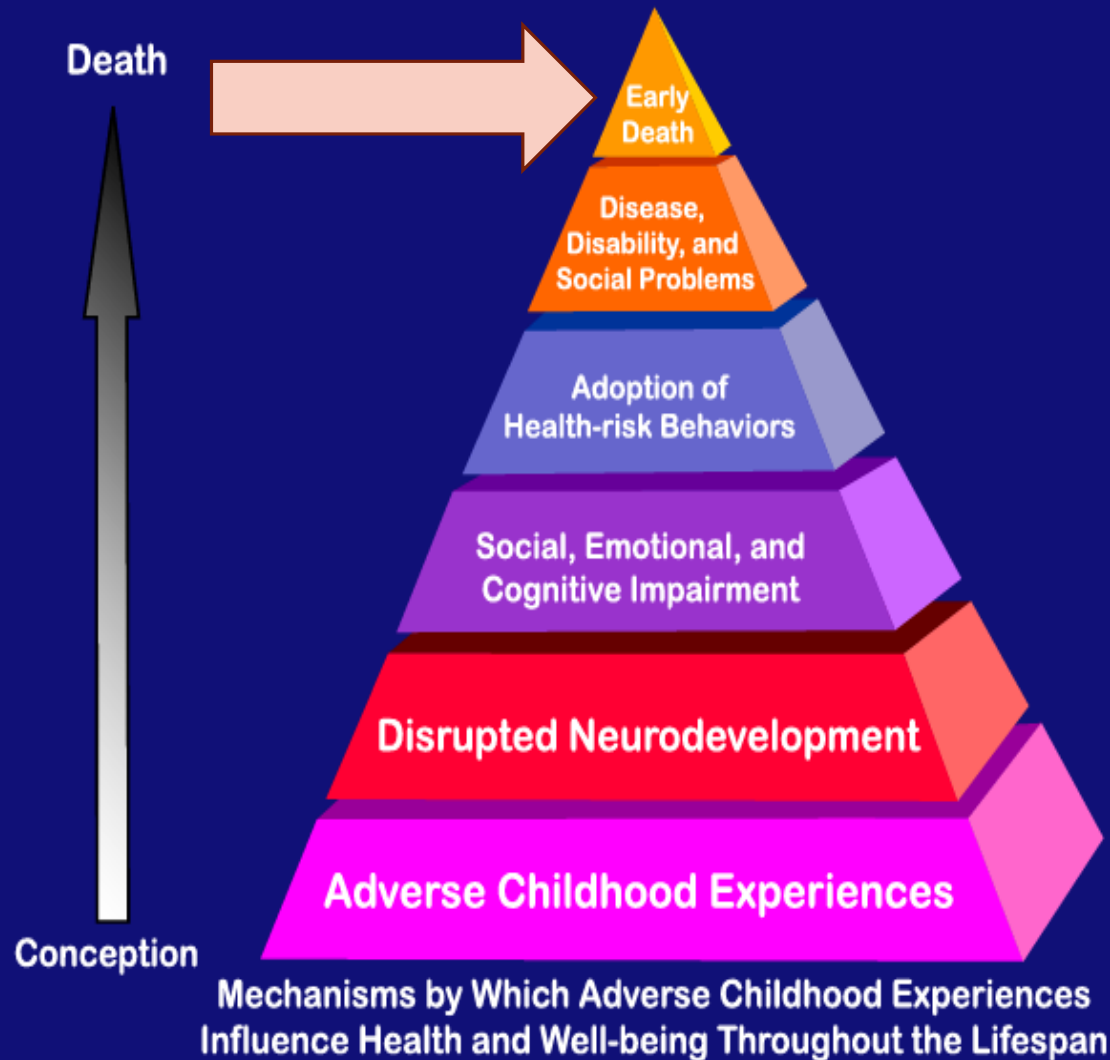 Death
Early
Death
Disease,
Disability, and
Social Problems
Adoption of
Health-risk Behaviors
Social, Emotional, and
Cognitive Impairment
Disrupted Neurodevelopment
Adverse Childhood Experiences
Conception
Mechanisms by Which Adverse Childhood Experiences
Influence Health and Well-being Throughout the Lifespan